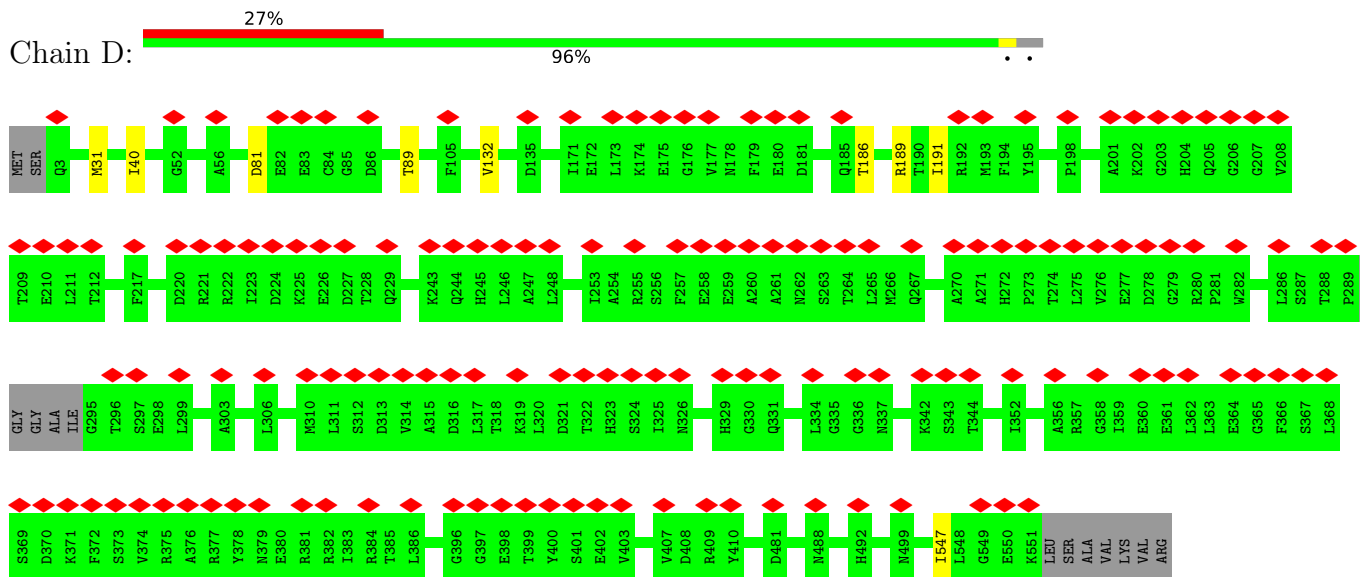 27%
Chain D:
96%
. .
MET SER Q3 M31 I40 G52 A56 D81 E82 E83 C84 G85 D86 T89 F105 V132 D135 I171 E172 L173 K174 E175 G176 V177 N178 F179 E180 D181 Q185 T186 R189 T190 I191 R192 M193 F194 Y195 P198 A201 K202 G203 H204 Q205 G206 G207 V208
T209 E210 L211 T212 F217 D220 R221 R222 I223 D224 K225 E226 D227 T228 Q229 K243 Q244 H245 L246 A247 L248 I253 A254 R255 S256 F257 E258 E259 A260 A261 N262 S263 T264 L265 M266 Q267 A270 A271 H272 P273 T274 L275 V276 E277 D278 G279 R280 P281 W282 L286 S287 T288 P289
GLY GLY ALA ILE G295 T296 S297 E298 L299 A303 L306 M310 L311 S312 D313 V314 A315 D316 L317 T318 K319 L320 D321 T322 H323 S324 I325 N326 H329 G330 Q331 L334 G335 G336 N337 K342 S343 T344 I352 A356 R357 G358 I359 E360 E361 L362 L363 E364 G365 F366 S367 L368
S369 D370 K371 F372 S373 V374 R375 A376 R377 Y378 N379 E380 R381 R382 I383 R384 T385 L386 G396 G397 E398 T399 Y400 S401 E402 V403 V407 D408 R409 Y410 D481 N488 H492 N499 I547 L548 G549 E550 K551 LEU SER ALA VAL LYS VAL ARG